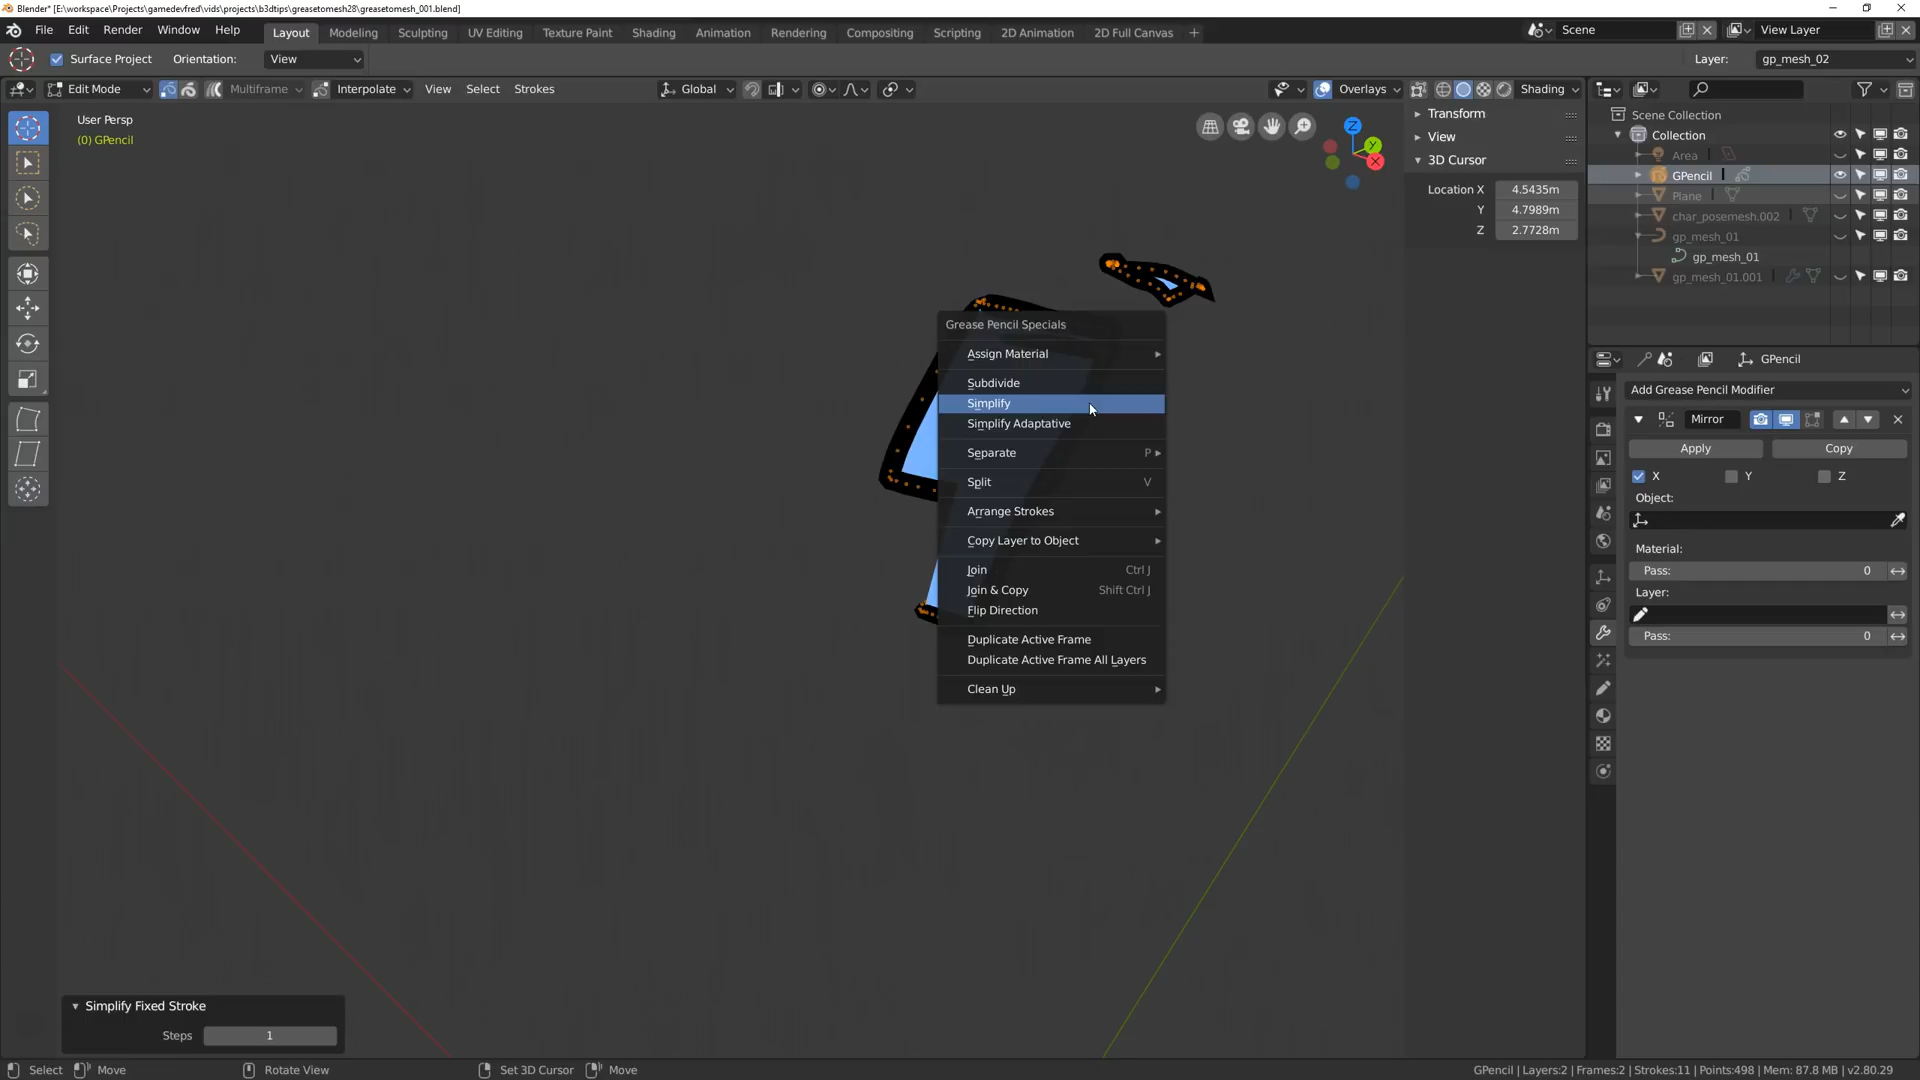 Blender* [E:\workspace\Projects\gamedevfred\vids\projects\b3dtips\greasetomesh28\greasetomesh_001.blend]
File Edit Render Window Help Layout Modeling Sculpting UV Editing Texture Paint Shading Animation Rendering Compositing Scripting 2D Animation 2D Full Canvas + Scene View Layer
Surface Project Orientation: View Layer: gp_mesh_02
Edit Mode Multiframe Interpolate View Select Strokes Global Overlays Shading
User Persp
(0) GPencil
Z
Y
X
Transform
View
3D Cursor
Location X 4.5435m
Y 4.7989m
Z 2.7728m
Scene Collection
Collection
Area
GPencil
Plane
char_posemesh.002
gp_mesh_01
gp_mesh_01
gp_mesh_01.001
Grease Pencil Specials
Assign Material
Subdivide
Simplify
Simplify Adaptative
Separate P
Split V
Arrange Strokes
Copy Layer to Object
Join Ctrl J
Join & Copy Shift Ctrl J
Flip Direction
Duplicate Active Frame
Duplicate Active Frame All Layers
Clean Up
GPencil
Add Grease Pencil Modifier
Mirror
Apply Copy
X Y Z
Object:
Material:
Pass: 0
Layer:
Pass: 0
Simplify Fixed Stroke
Steps 1
Select Move Rotate View Set 3D Cursor Move GPencil | Layers:2 | Frames:2 | Strokes:11 | Points:498 | Mem: 87.8 MB | v2.80.29